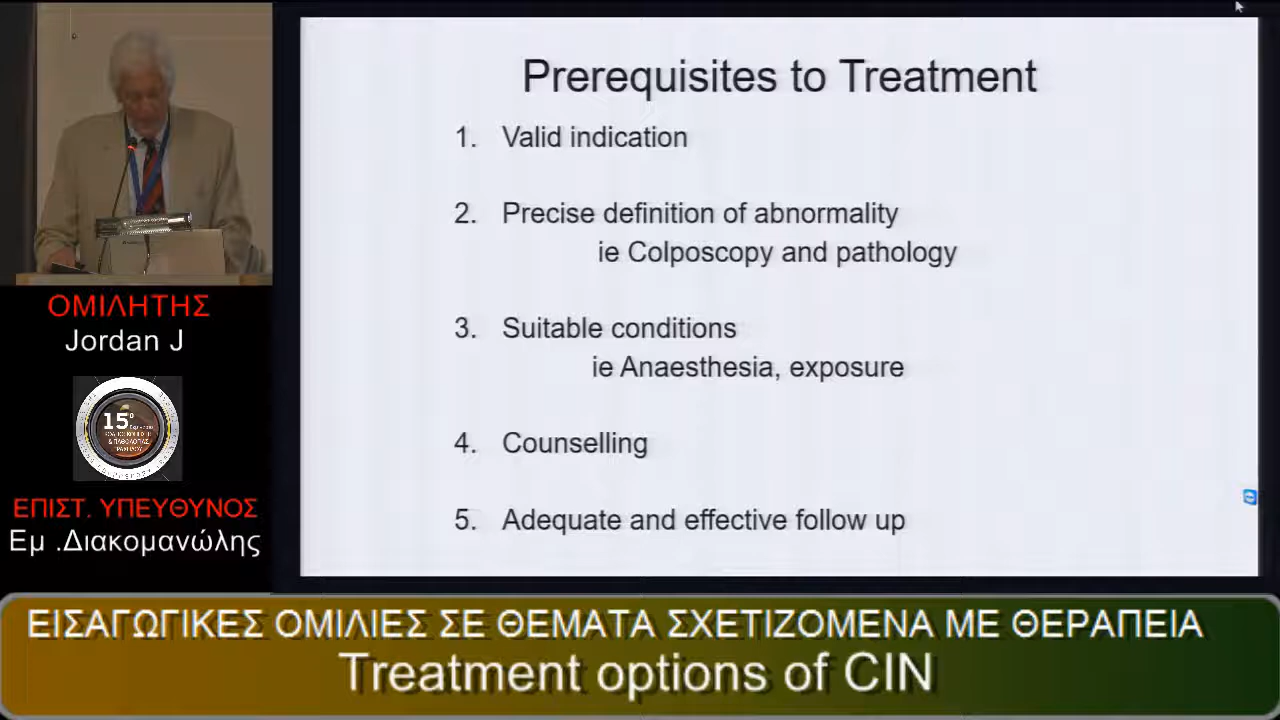 Prerequisites to Treatment
1. Valid indication
2. Precise definition of abnormality
ie Colposcopy and pathology
3. Suitable conditions
ie Anaesthesia, exposure
4. Counselling
5. Adequate and effective follow up
ΟΜΙΛΗΤΗΣ
Jordan J
15ο
ΕΠΙΣΤ. ΥΠΕΥΘΥΝΟΣ
Εμ .Διακομανώλης
ΕΙΣΑΓΩΓΙΚΕΣ ΟΜΙΛΙΕΣ ΣΕ ΘΕΜΑΤΑ ΣΧΕΤΙΖΟΜΕΝΑ ΜΕ ΘΕΡΑΠΕΙΑ
Treatment options of CIN